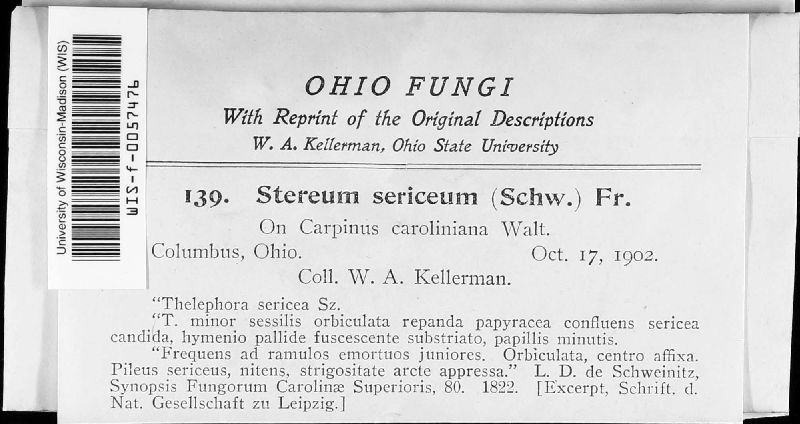 University of Wisconsin-Madison (WIS)
WIS-f-0057476
OHIO FUNGI
With Reprint of the Original Descriptions
W. A. Kellerman, Ohio State University
139. Stereum sericeum (Schw.) Fr.
On Carpinus caroliniana Walt.
Columbus, Ohio. Oct. 17, 1902.
Coll. W. A. Kellerman.
"Thelephora sericea Sz.
"T. minor sessilis orbiculata repanda papyracea confluens sericea
candida, hymenio pallide fuscescente substriato, papillis minutis.
"Frequens ad ramulos emortuos juniores. Orbiculata, centro affixa.
Pileus sericeus, nitens, strigositate arcte appressa." L. D. de Schweinitz,
Synopsis Fungorum Carolinæ Superioris, 80. 1822. [Excerpt, Schrift. d.
Nat. Gesellschaft zu Leipzig.]